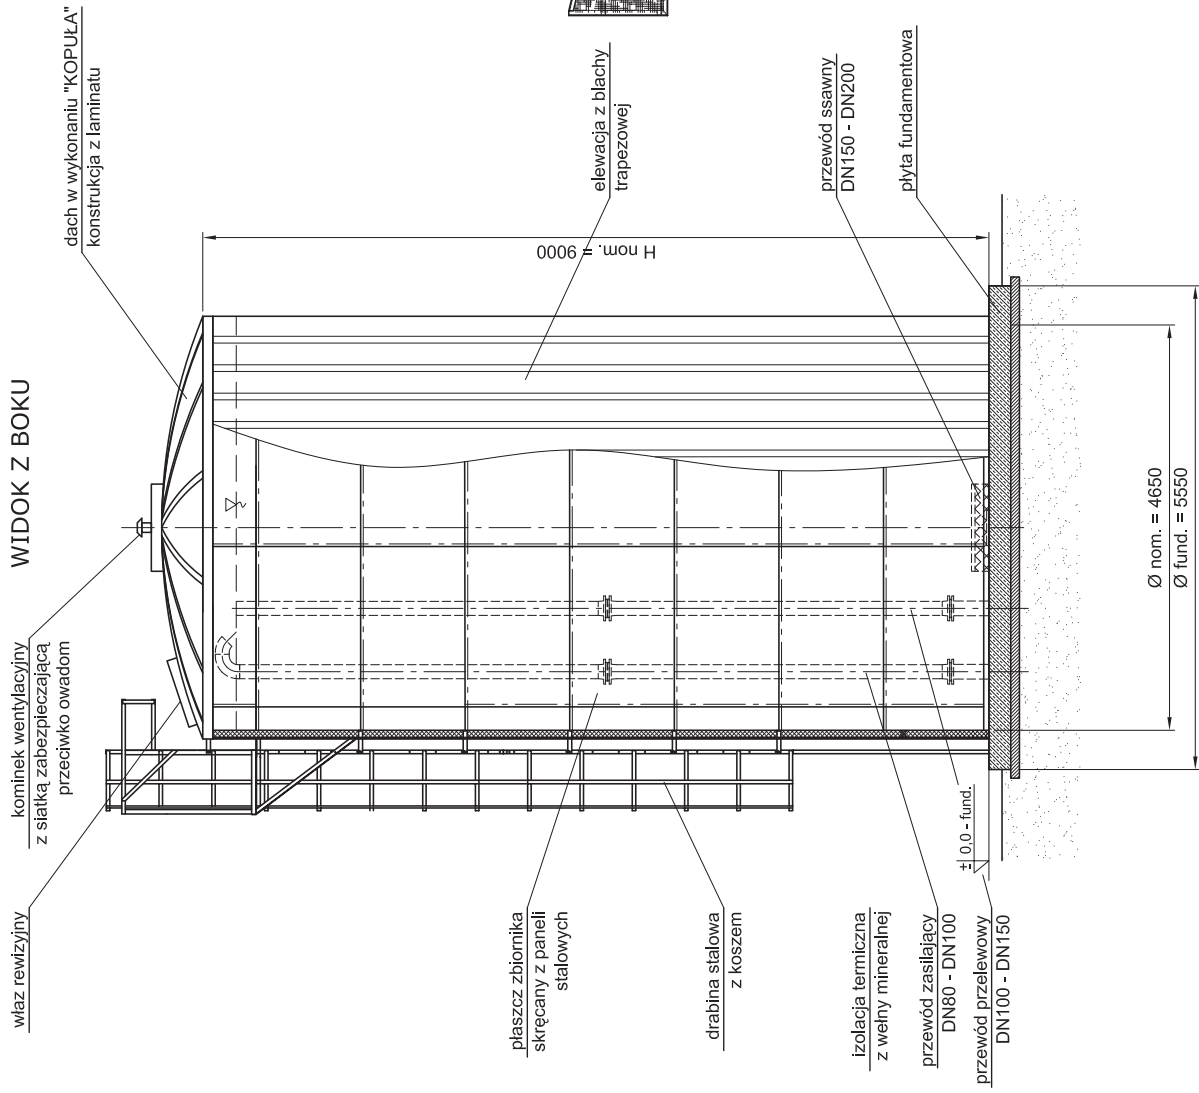 WIDOK Z BOKU
właz rewizyjny
kominek wentylacyjny
z siatką zabezpieczającą
przeciwko owadom
dach w wykonaniu "KOPUŁA"
konstrukcja z laminatu
elewacja z blachy
trapezowej
H nom. = 9000
przewód ssawny
DN150 - DN200
płyta fundamentowa
płaszcz zbiornika
skręcany z paneli
stalowych
drabina stalowa
z koszem
izolacja termiczna
z wełny mineralnej
przewód zasilający
DN80 - DN100
przewód przelewowy
DN100 - DN150
± 0,0 - fund.
Ø nom. = 4650
Ø fund. = 5550